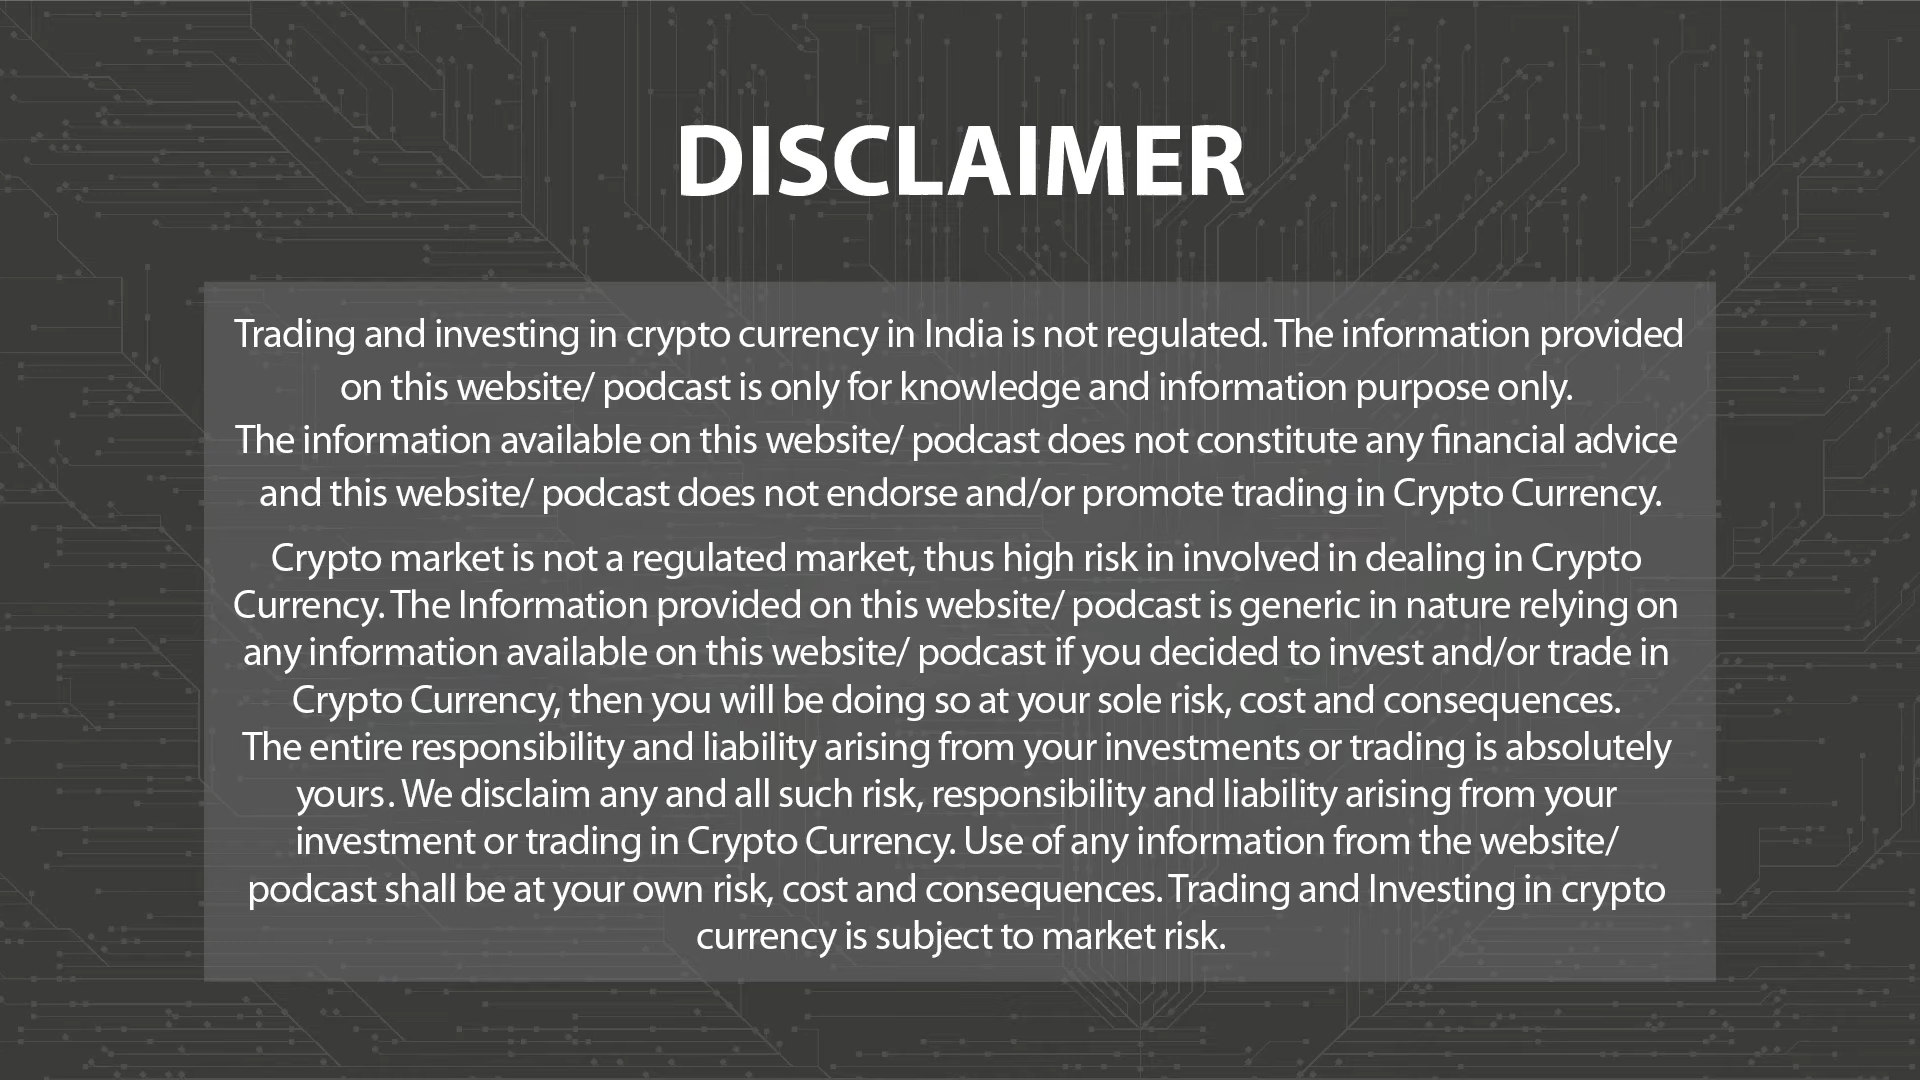 DISCLAIMER
Trading and investing in crypto currency in India is not regulated. The information provided
on this website/ podcast is only for knowledge and information purpose only.
The information available on this website/ podcast does not constitute any financial advice
and this website/ podcast does not endorse and/or promote trading in Crypto Currency.
Crypto market is not a regulated market, thus high risk in involved in dealing in Crypto
Currency. The Information provided on this website/ podcast is generic in nature relying on
any information available on this website/ podcast if you decided to invest and/or trade in
Crypto Currency, then you will be doing so at your sole risk, cost and consequences.
The entire responsibility and liability arising from your investments or trading is absolutely
yours. We disclaim any and all such risk, responsibility and liability arising from your
investment or trading in Crypto Currency. Use of any information from the website/
podcast shall be at your own risk, cost and consequences. Trading and Investing in crypto
currency is subject to market risk.